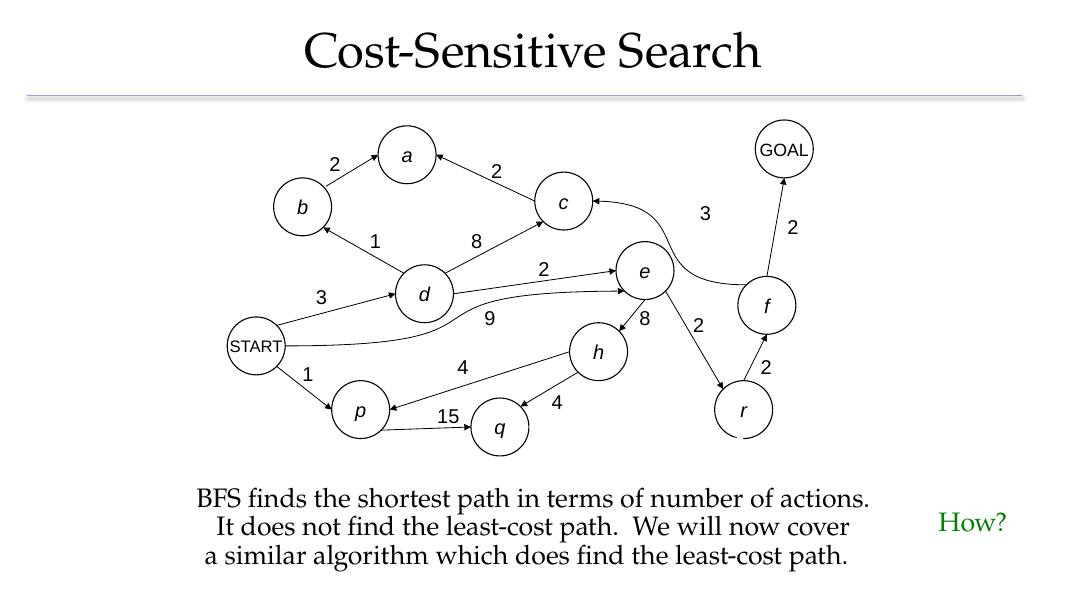 Cost-Sensitive Search
a
GOAL
2
2
b
c
3
2
1
8
e
2
d
f
3
9
8
2
START
h
4
2
1
4
p
15
q
r
BFS finds the shortest path in terms of number of actions.
It does not find the least-cost path.  We will now cover
a similar algorithm which does find the least-cost path.
How?